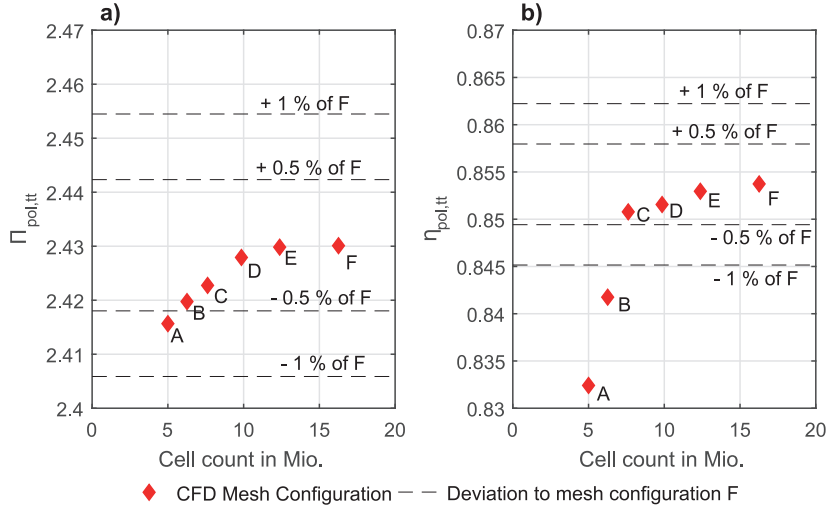 a)
2.47
2.46
2.45
2.44
2.43
2.42
2.41
2.4
Π pol,tt
+ 1 % of F
+ 0.5 % of F
- 0.5 % of F
- 1 % of F
A
B
C
D
E
F
0 5 10 15 20
Cell count in Mio.
b)
0.87
0.865
0.86
0.855
0.85
0.845
0.84
0.835
0.83
η pol,tt
+ 1 % of F
+ 0.5 % of F
- 0.5 % of F
- 1 % of F
A
B
C
D
E
F
0 5 10 15 20
Cell count in Mio.
CFD Mesh Configuration
Deviation to mesh configuration F